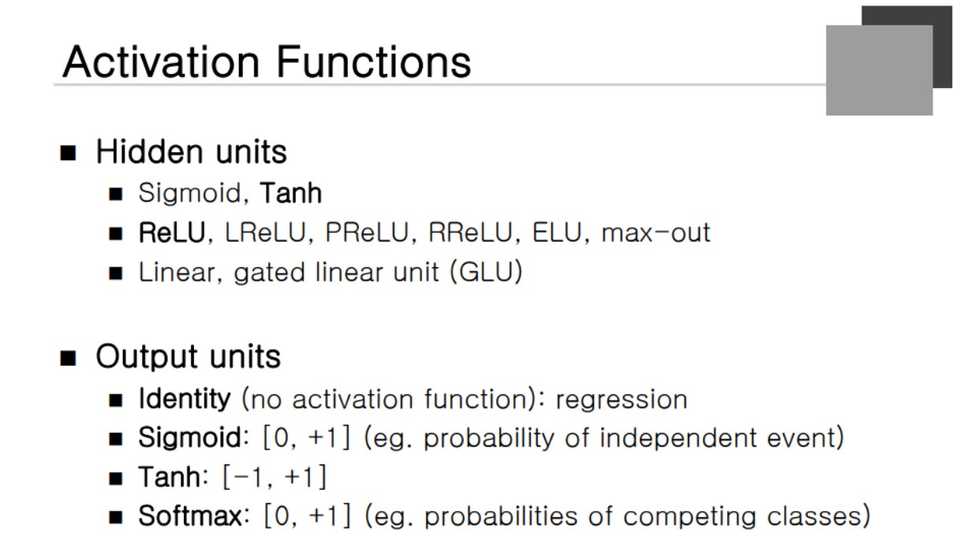 Activation Functions
Hidden units
Sigmoid, Tanh
ReLU, LReLU, PReLU, RReLU, ELU, max-out
Linear, gated linear unit (GLU)
Output units
Identity (no activation function): regression
Sigmoid: [0, +1] (eg. probability of independent event)
Tanh: [-1, +1]
Softmax: [0, +1] (eg. probabilities of competing classes)